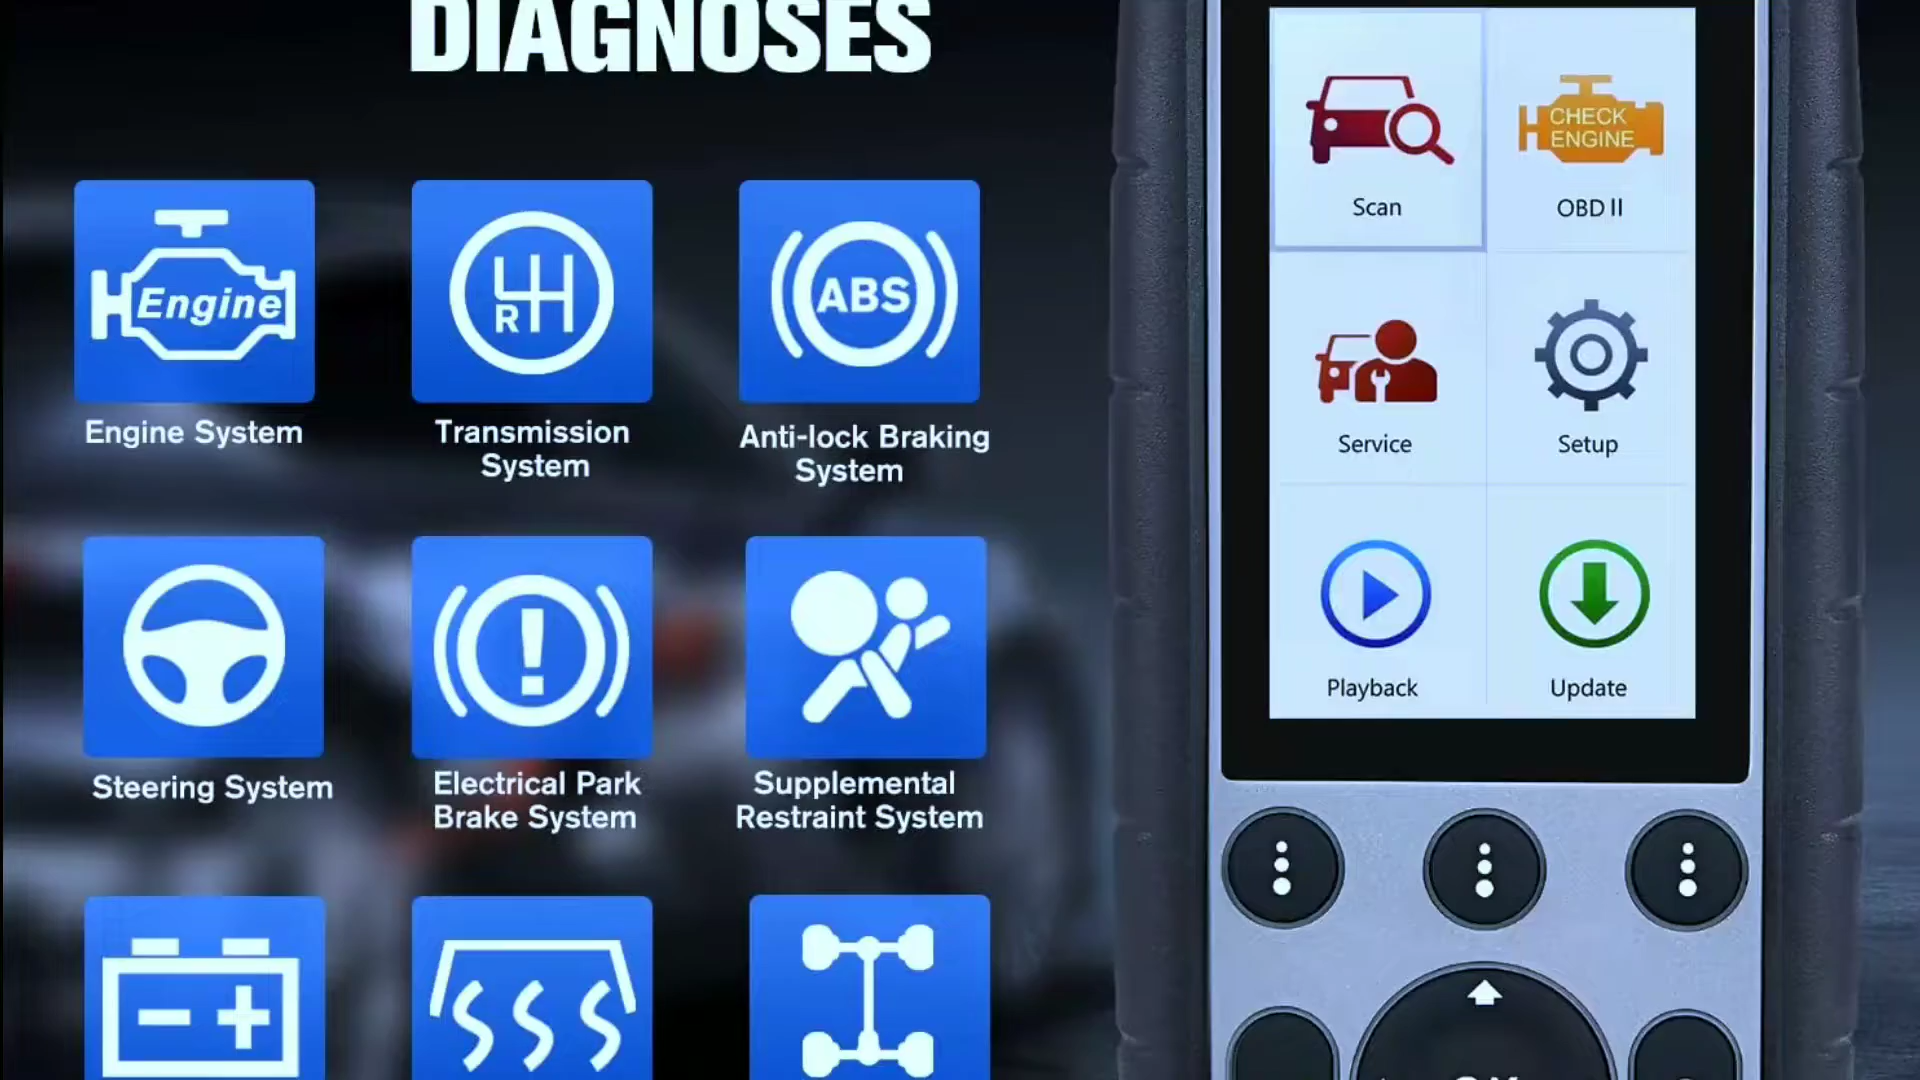 DIAGNOSES
Engine
R
ABS
Engine System
Transmission
System
Anti-lock Braking
System
Steering System
Electrical Park
Brake System
Supplemental
Restraint System
CHECK
ENGINE
Scan
OBD II
Service
Setup
Playback
Update